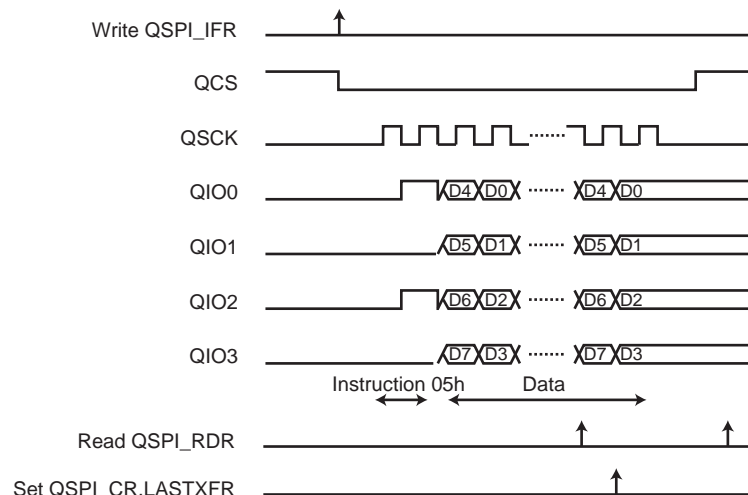 Write QSPI_IFR
QCS
QSCK
QIO0 D4 D0 D4 D0
QIO1 D5 D1 D5 D1
QIO2 D6 D2 D6 D2
QIO3 D7 D3 D7 D3
Instruction 05h Data
Read QSPI_RDR
Set QSPI_CR.LASTXFR